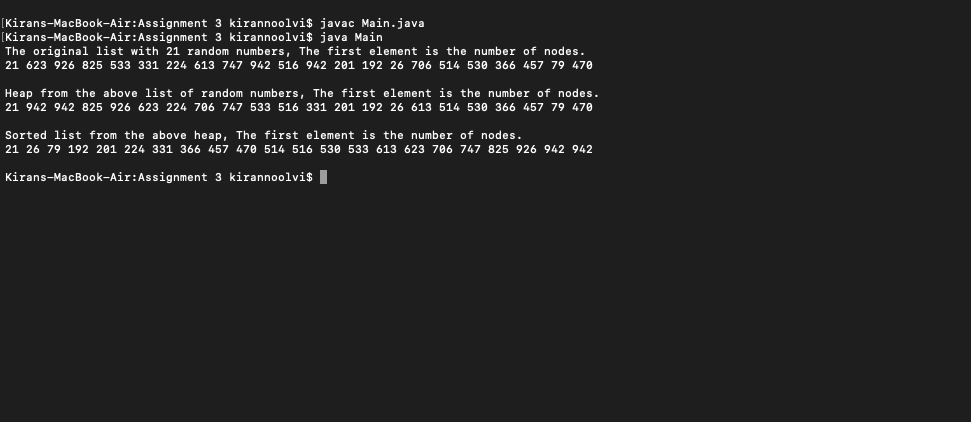 [Kirans-MacBook-Air:Assignment 3 kirannoolvi$ javac Main.java
[Kirans-MacBook-Air:Assignment 3 kirannoolvi$ java Main
The original list with 21 random numbers, The first element is the number of nodes.
21 623 926 825 533 331 224 613 747 942 516 942 201 192 26 706 514 530 366 457 79 470
Heap from the above list of random numbers, The first element is the number of nodes.
21 942 942 825 926 623 224 706 747 533 516 331 201 192 26 613 514 530 366 457 79 470
Sorted list from the above heap, The first element is the number of nodes.
21 26 79 192 201 224 331 366 457 470 514 516 530 533 613 623 706 747 825 926 942 942
Kirans-MacBook-Air:Assignment 3 kirannoolvi$